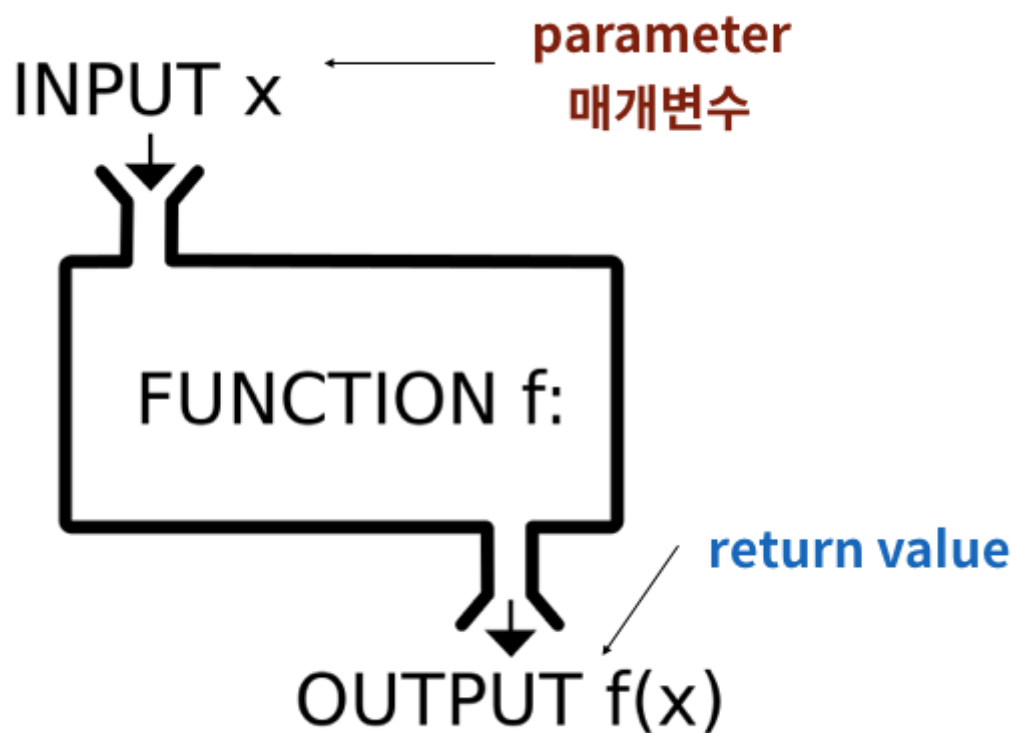 parameter
INPUT x
매개변수
FUNCTION f:
return value
OUTPUT f(x)